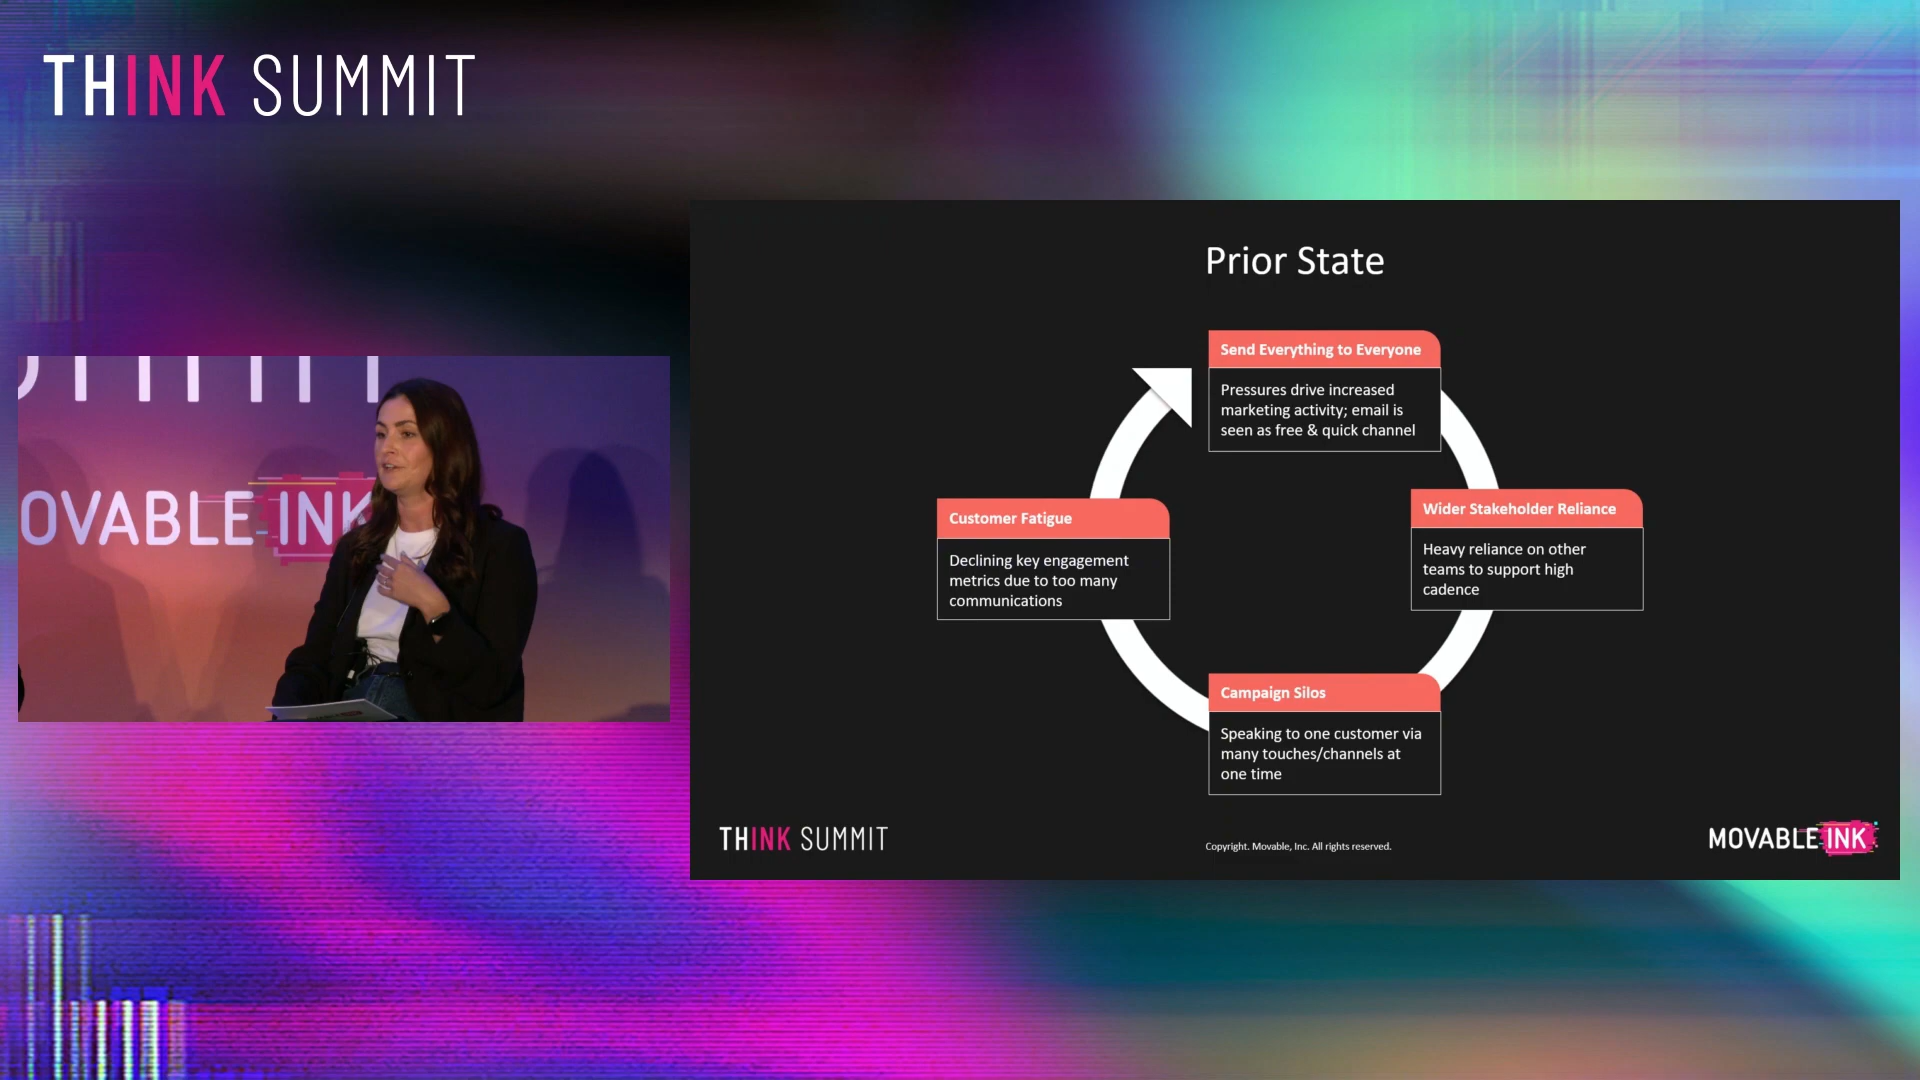 THINK SUMMIT
OVABLE INK
Prior State
Send Everything to Everyone
Pressures drive increased
marketing activity; email is
seen as free & quick channel
Wider Stakeholder Reliance
Heavy reliance on other
teams to support high
cadence
Campaign Silos
Speaking to one customer via
many touches/channels at
one time
Customer Fatigue
Declining key engagement
metrics due to too many
communications
THINK SUMMIT
Copyright. Movable, Inc. All rights reserved.
MOVABLE INK